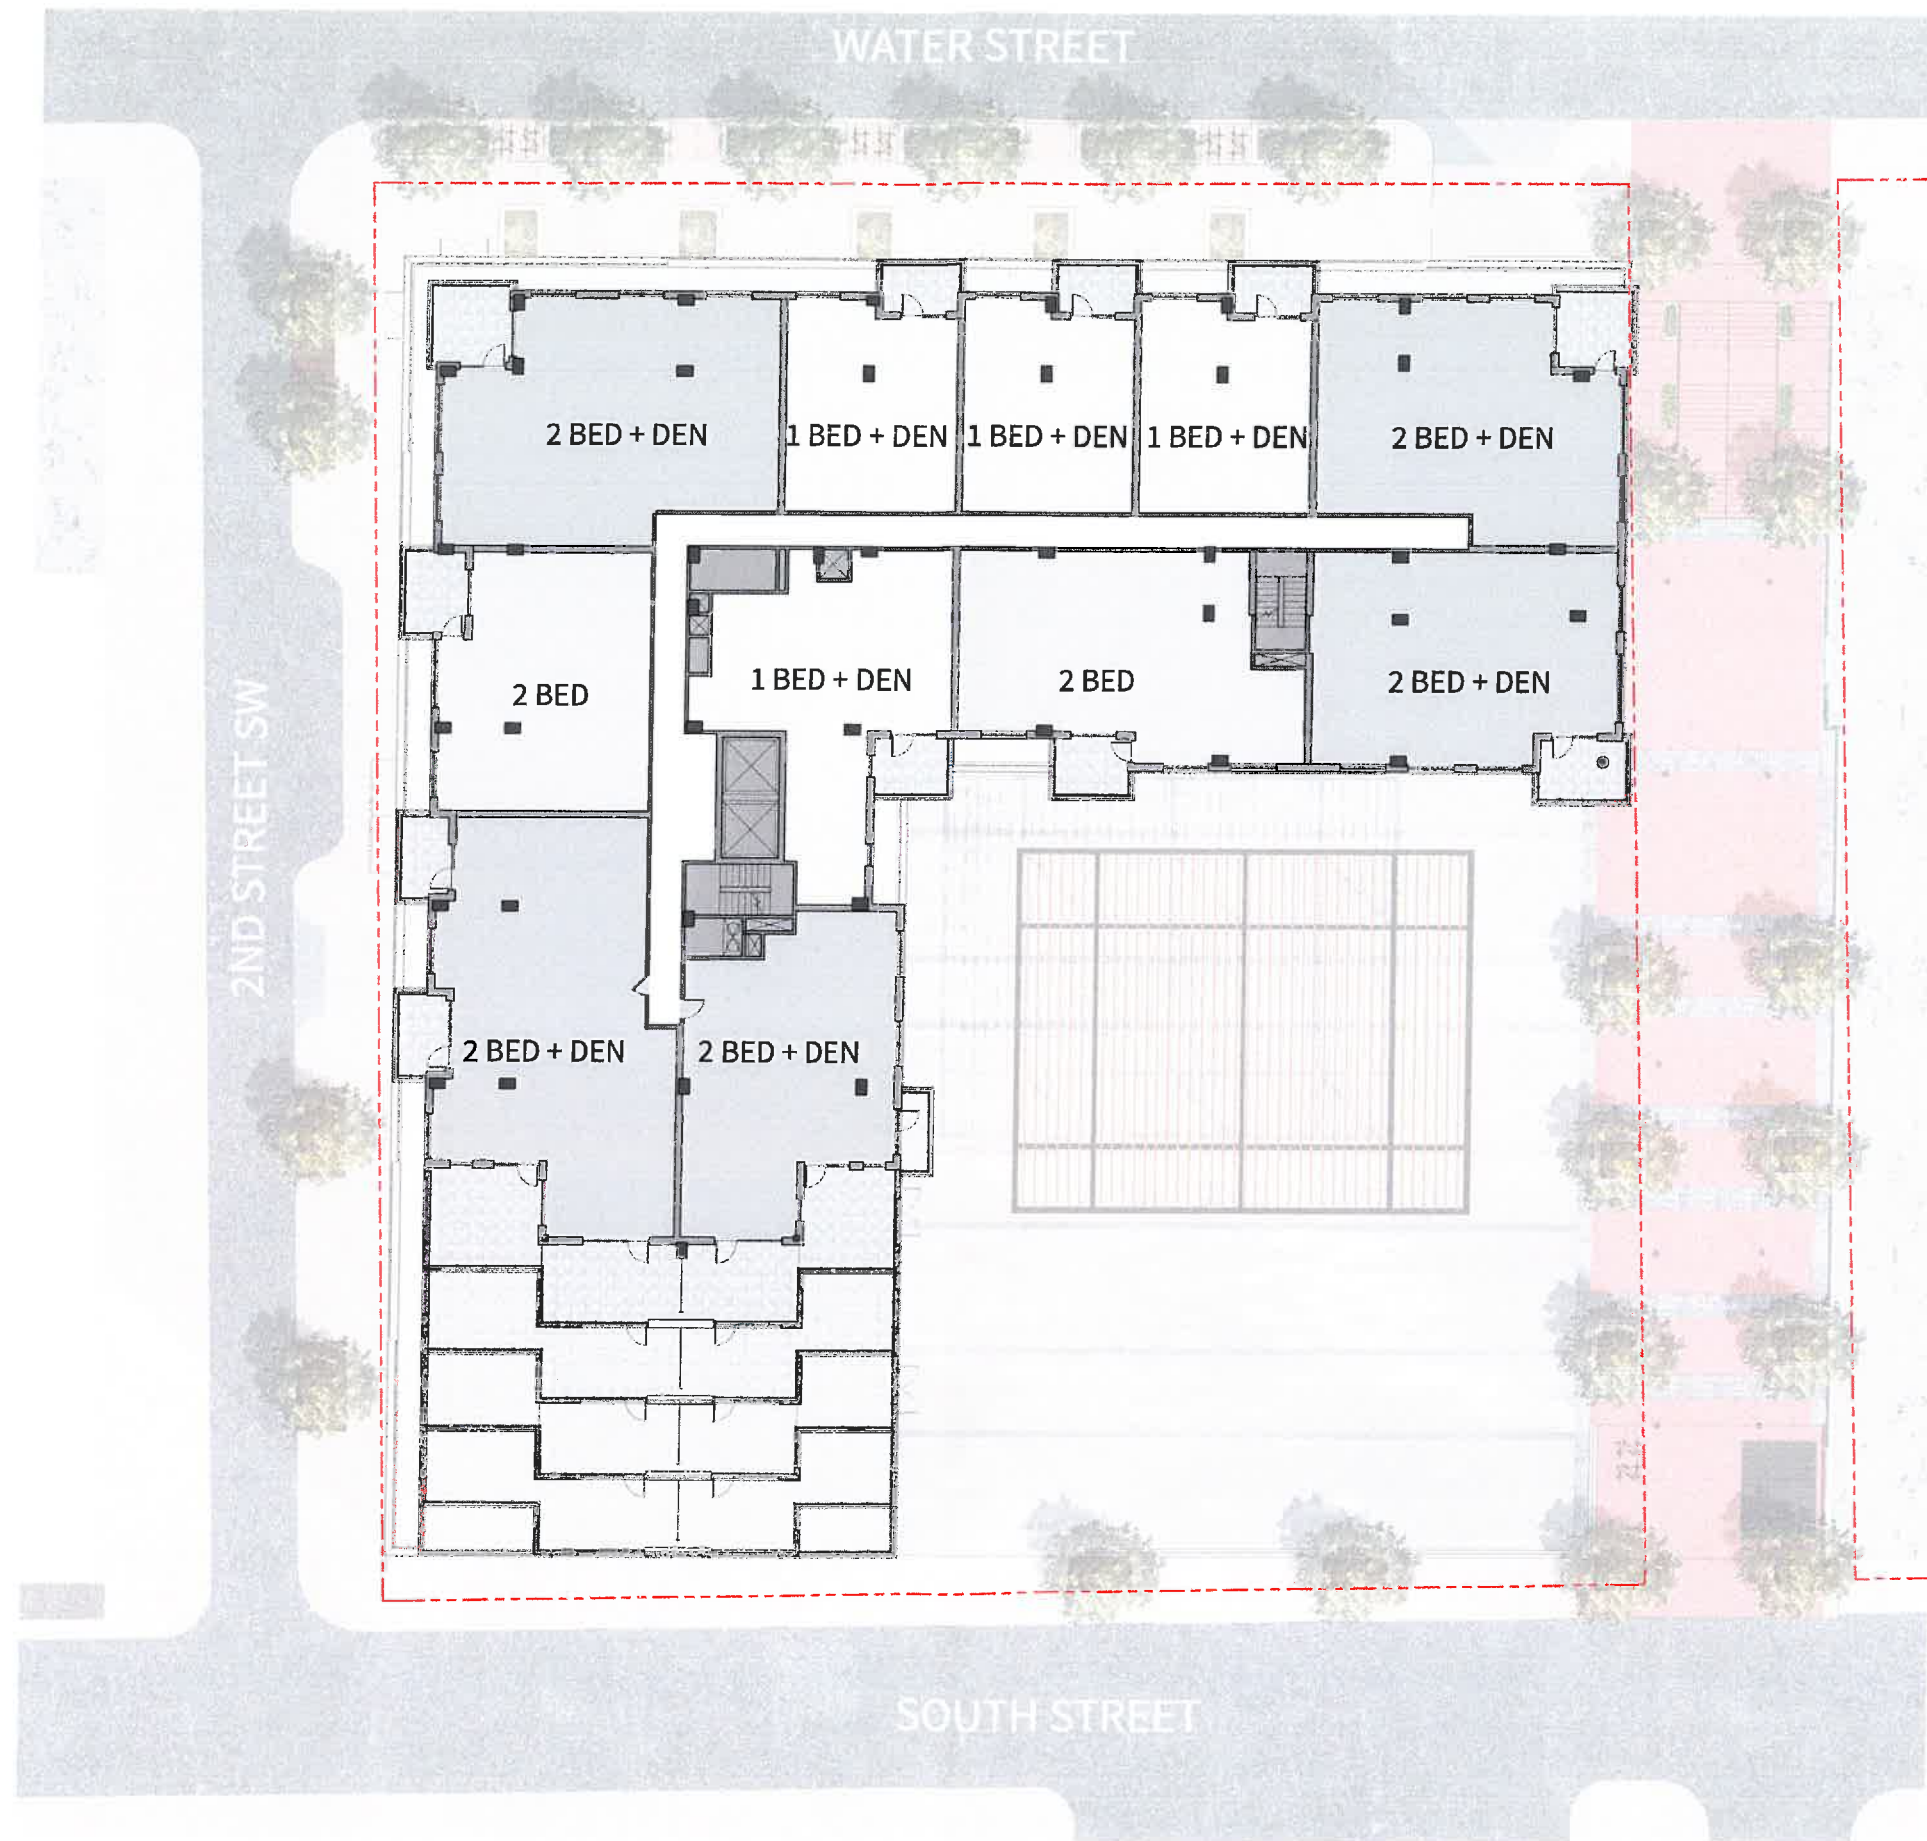 WATER STREET
2 BED + DEN
1 BED + DEN
1 BED + DEN
1 BED + DEN
2 BED + DEN
2 BED
1 BED + DEN
2 BED
2 BED + DEN
2ND STREET SW
2 BED + DEN
2 BED + DEN
SOUTH STREET